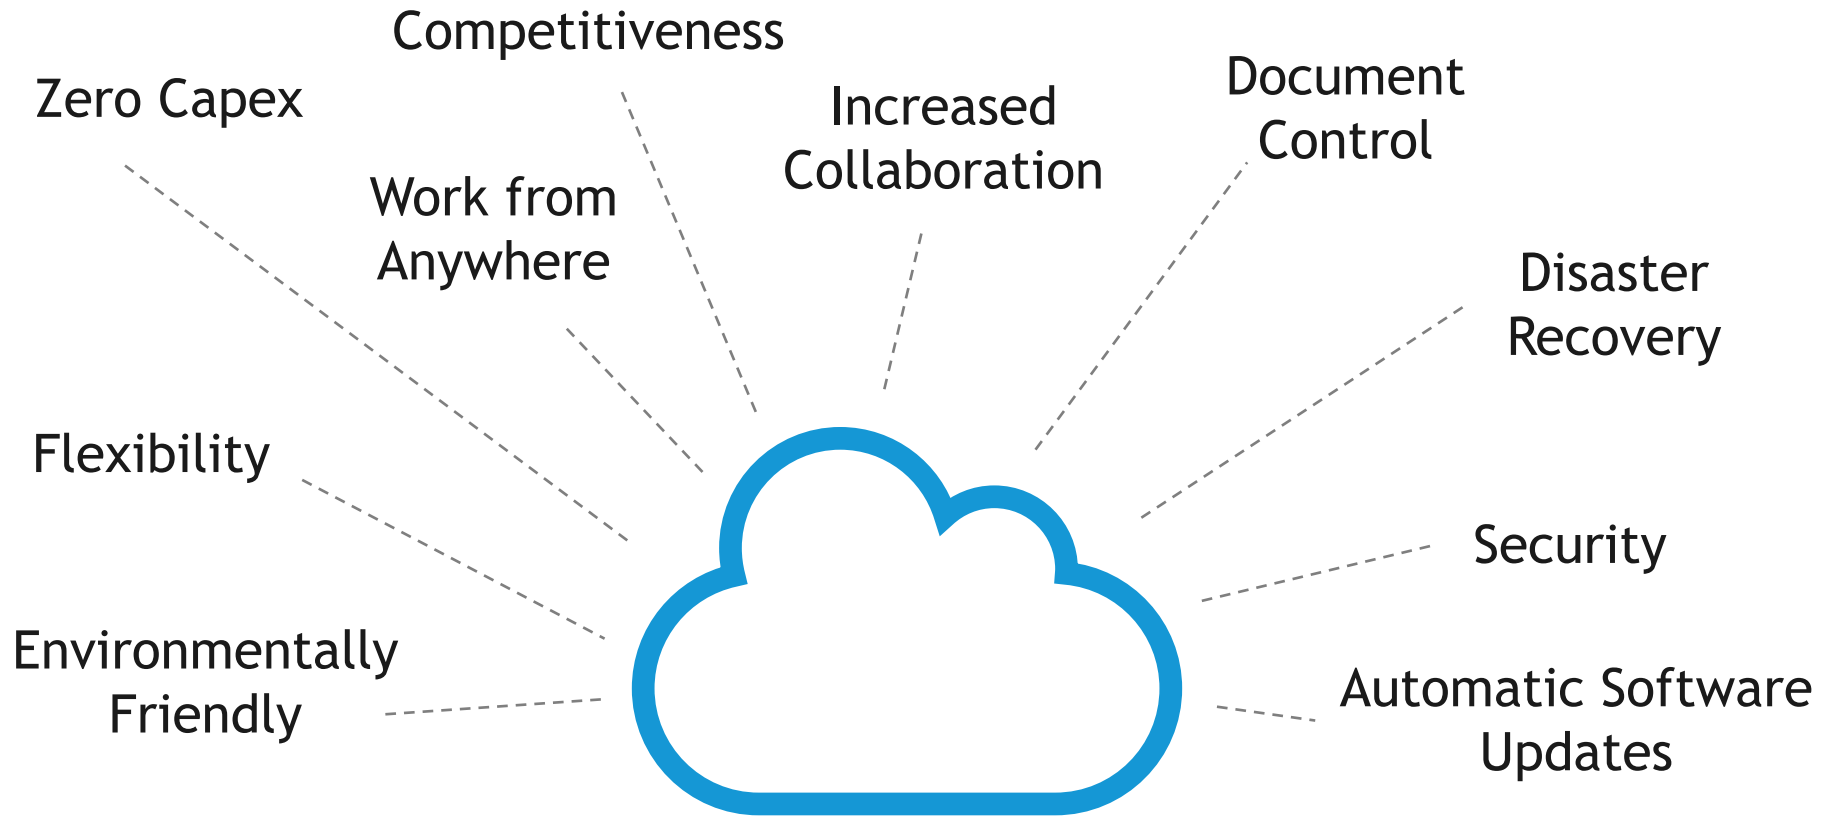 Competitiveness
Zero Capex
Document
Control
Increased
Collaboration
Work from
Anywhere
Disaster
Recovery
Flexibility
Security
Environmentally
Friendly
Automatic Software
Updates